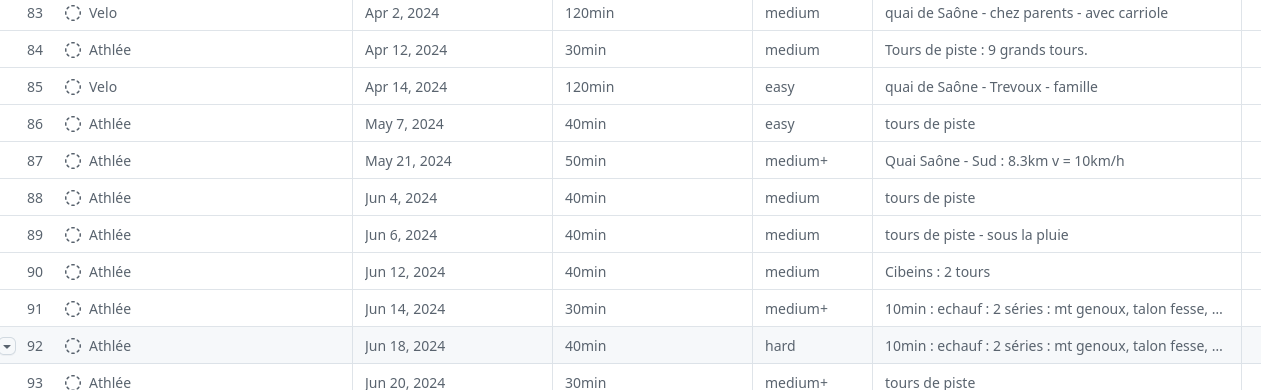 83 Velo Apr 2, 2024 120min medium quai de Saône - chez parents - avec carriole
84 Athlée Apr 12, 2024 30min medium Tours de piste : 9 grands tours.
85 Velo Apr 14, 2024 120min easy quai de Saône - Trevoux - famille
86 Athlée May 7, 2024 40min easy tours de piste
87 Athlée May 21, 2024 50min medium+ Quai Saône - Sud : 8.3km v = 10km/h
88 Athlée Jun 4, 2024 40min medium tours de piste
89 Athlée Jun 6, 2024 40min medium tours de piste - sous la pluie
90 Athlée Jun 12, 2024 40min medium Cibeins : 2 tours
91 Athlée Jun 14, 2024 30min medium+ 10min : echauf : 2 séries : mt genoux, talon fesse, ...
92 Athlée Jun 18, 2024 40min hard 10min : echauf : 2 séries : mt genoux, talon fesse, ...
93 Athlée Jun 20, 2024 30min medium+ tours de piste